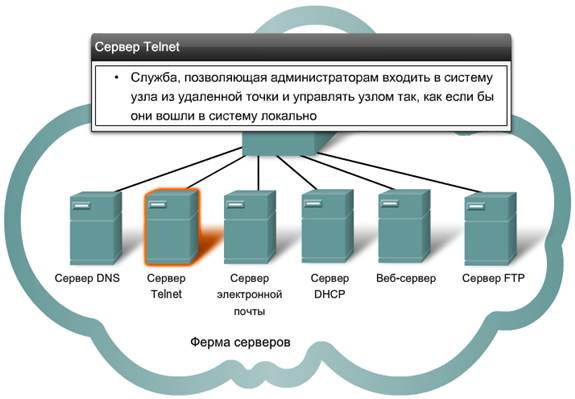 Сервер Telnet
• Служба, позволяющая администраторам входить в систему
узла из удаленной точки и управлять узлом так, как если бы
они вошли в систему локально
Сервер DNS
Сервер
Telnet
Сервер
электронной
почты
Сервер
DHCP
Веб-сервер
Сервер FTP
Ферма серверов